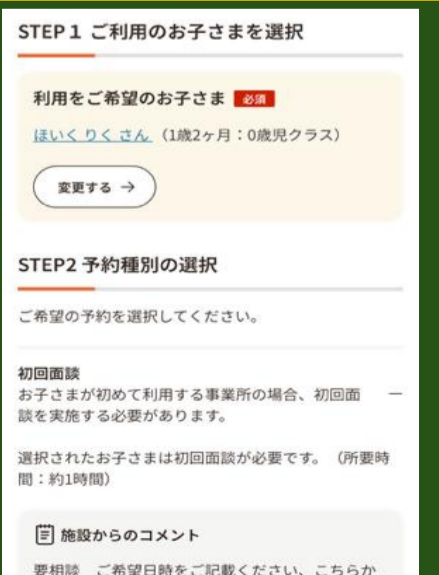 STEP１ ご利用のお子さまを選択
利用をご希望のお子さま 必須
ほいく りく さん （1歳2ヶ月：0歳児クラス）
変更する →
STEP2 予約種別の選択
ご希望の予約を選択してください。
初回面談
お子さまが初めて利用する事業所の場合、初回面
談を実施する必要があります。
選択されたお子さまは初回面談が必要です。（所要時
間：約1時間）
施設からのコメント
要相談　ご希望日時をご記載ください、こちらか